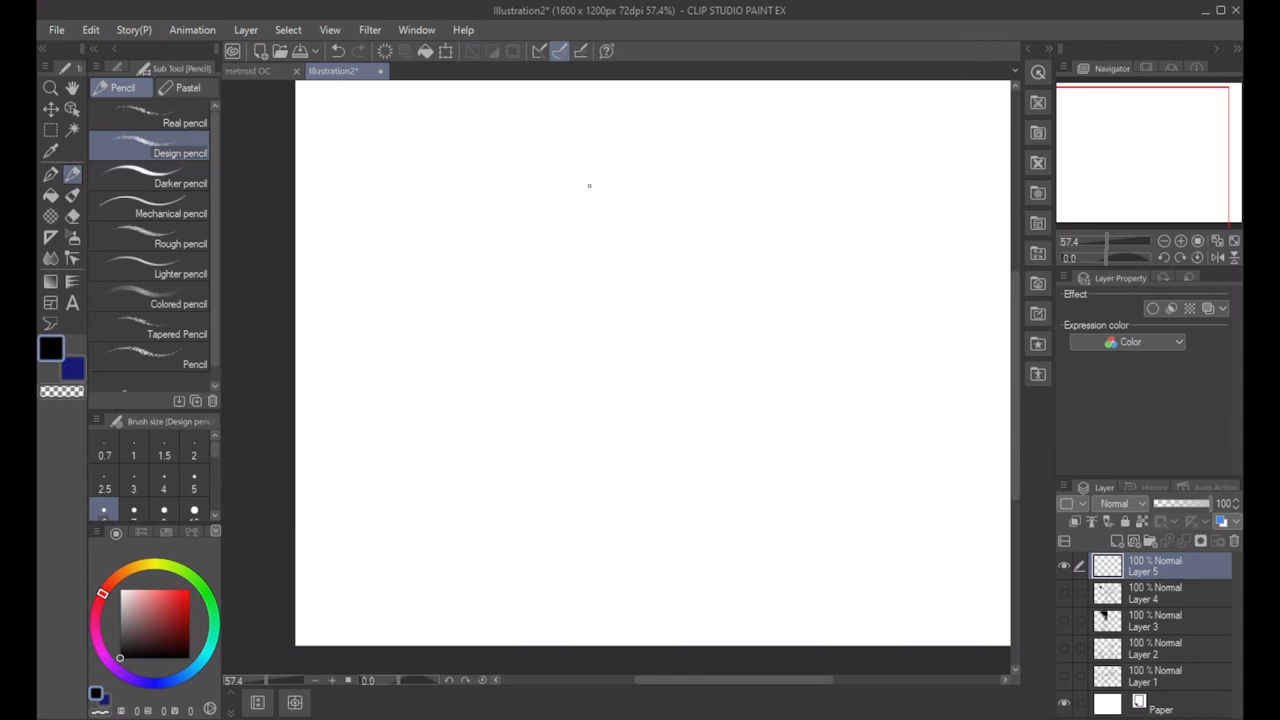 Illustration2* (1600 x 1200px 72dpi 57.4%) - CLIP STUDIO PAINT EX
File Edit Story(P) Animation Layer Select View Filter Window Help
Sub Tool [Pencil]
metroid OC Illustration2*
Navigator
Pencil Pastel
Real pencil
Design pencil
Darker pencil
Mechanical pencil
Rough pencil
Lighter pencil
Colored pencil
Tapered Pencil
Pencil
57.4
0.0
Layer Property
Effect
Expression color
Color
Brush size [Design penc
0.7 1 1.5 2
2.5 3 4 5
Layer History Auto Action
Normal 100
100 % Normal
Layer 5
100 % Normal
Layer 4
100 % Normal
Layer 3
100 % Normal
Layer 2
100 % Normal
Layer 1
Paper
57.4 0.0
0 0 0